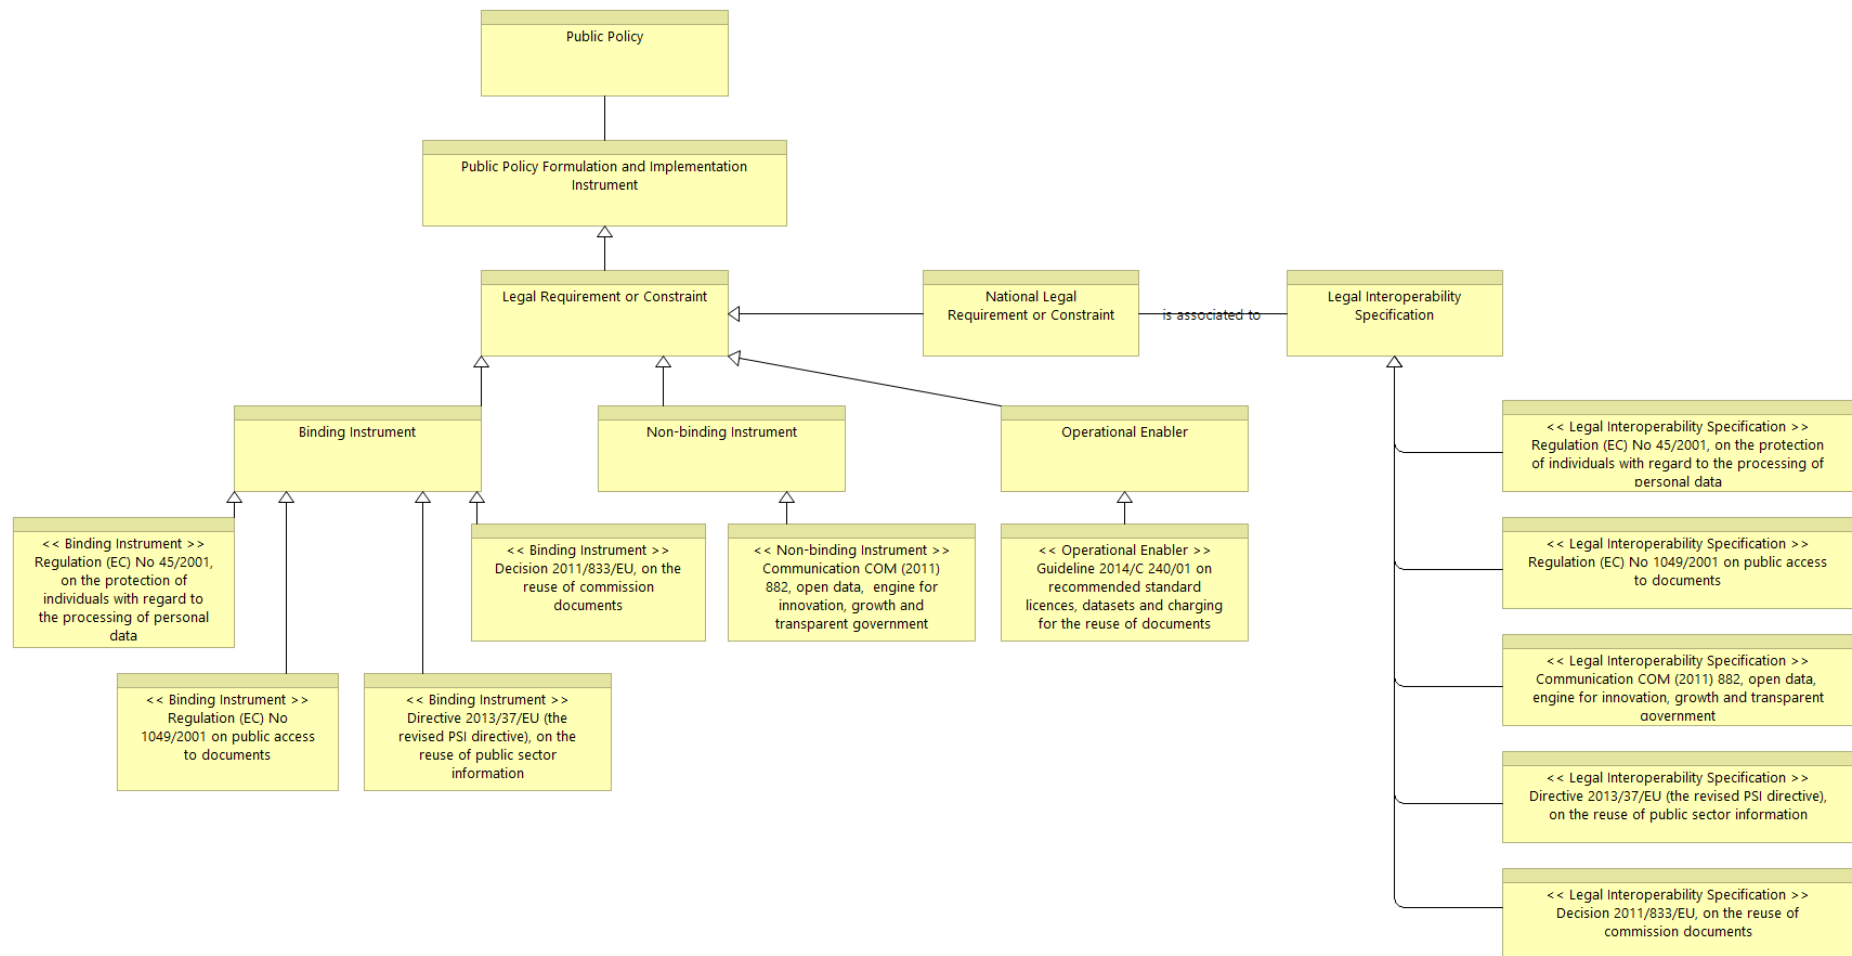 Public Policy
Public Policy Formulation and Implementation
Instrument
Legal Requirement or Constraint
National Legal
Requirement or Constraint
is associated to
Legal Interoperability
Specification
Binding Instrument
Non-binding Instrument
Operational Enabler
<< Binding Instrument >>
Regulation (EC) No 45/2001,
on the protection of
individuals with regard to
the processing of personal
data
<< Binding Instrument >>
Decision 2011/833/EU, on the
reuse of commission
documents
<< Non-binding Instrument >>
Communication COM (2011)
882, open data,  engine for
innovation, growth and
transparent government
<< Operational Enabler >>
Guideline 2014/C 240/01 on
recommended standard
licences, datasets and charging
for the reuse of documents
<< Binding Instrument >>
Regulation (EC) No
1049/2001 on public access
to documents
<< Binding Instrument >>
Directive 2013/37/EU (the
revised PSI directive), on the
reuse of public sector
information
<< Legal Interoperability Specification >>
Regulation (EC) No 45/2001, on the protection
of individuals with regard to the processing of
personal data
<< Legal Interoperability Specification >>
Regulation (EC) No 1049/2001 on public access
to documents
<< Legal Interoperability Specification >>
Communication COM (2011) 882, open data,
engine for innovation, growth and transparent
government
<< Legal Interoperability Specification >>
Directive 2013/37/EU (the revised PSI directive),
on the reuse of public sector information
<< Legal Interoperability Specification >>
Decision 2011/833/EU, on the reuse of
commission documents